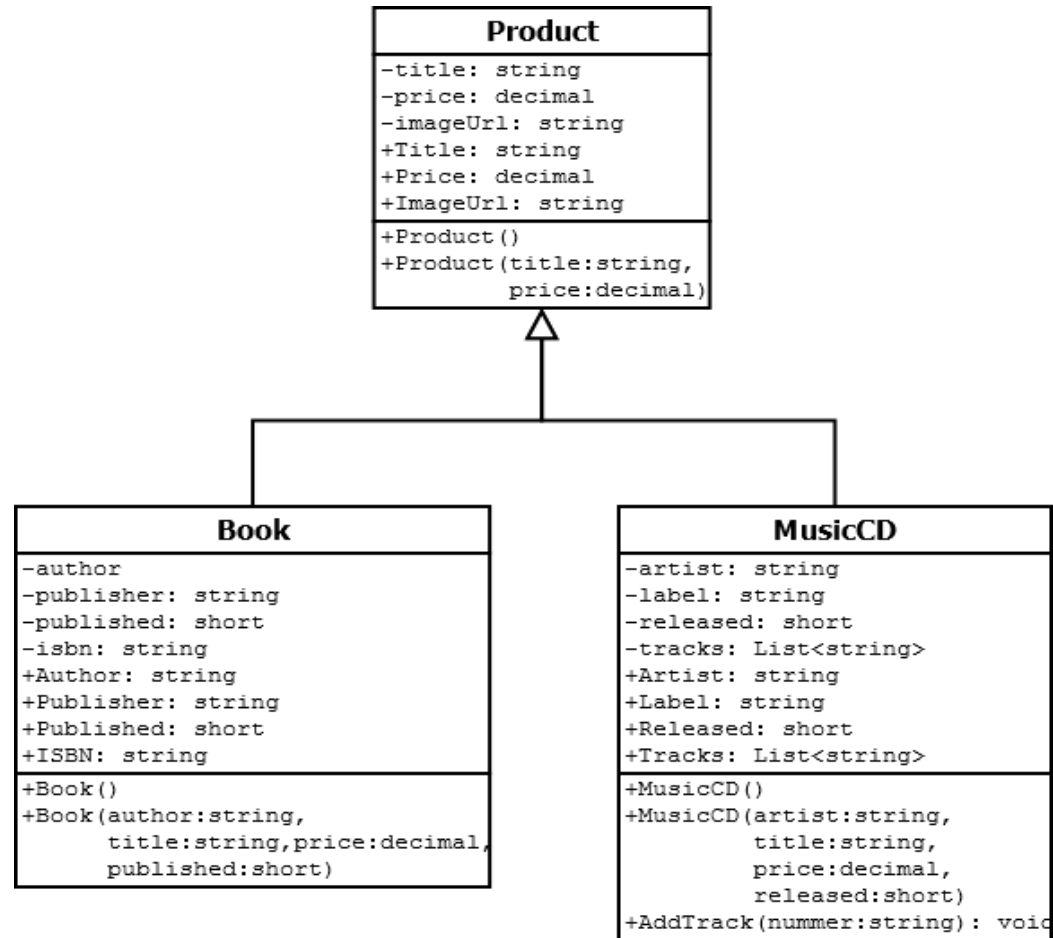 Product
-title: string
-price: decimal
-imageUrl: string
+Title: string
+Price: decimal
+ImageUrl: string
+Product()
+Product(title:string,
price:decimal)
Book
-author
-publisher: string
-published: short
-isbn: string
+Author: string
+Publisher: string
+Published: short
+ISBN: string
+Book()
+Book(author:string,
title:string,price:decimal,
published:short)
MusicCD
-artist: string
-label: string
-released: short
-tracks: List<string>
+Artist: string
+Label: string
+Released: short
+Tracks: List<string>
+MusicCD()
+MusicCD(artist:string,
title:string,
price:decimal,
released:short)
+AddTrack(nummer:string): void